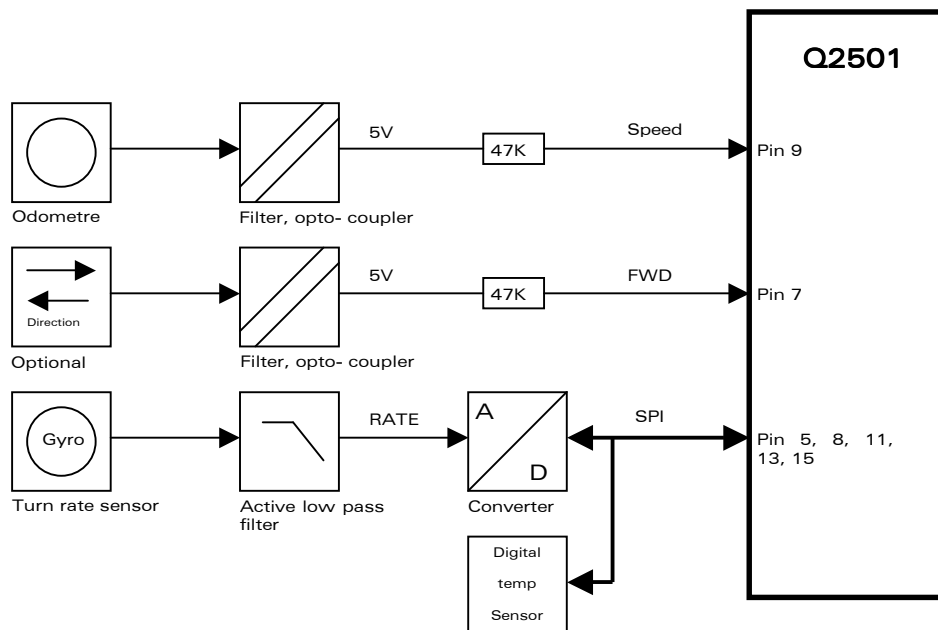 Q2501
5V
Speed
47K
Pin 9
Odometre
Filter, opto- coupler
5V
FWD
47K
Pin 7
Direction
Optional
Filter, opto- coupler
RATE
SPI
A
D
Gyro
Pin 5, 8, 11,
13, 15
Turn rate sensor
Active low pass
filter
Converter
Digital
temp
Sensor